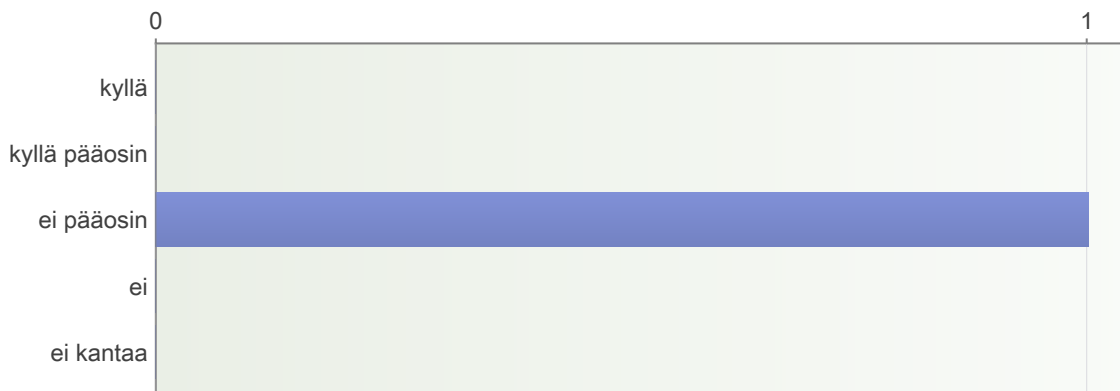 0 1
kyllä
kyllä pääosin
ei pääosin
ei
ei kantaa